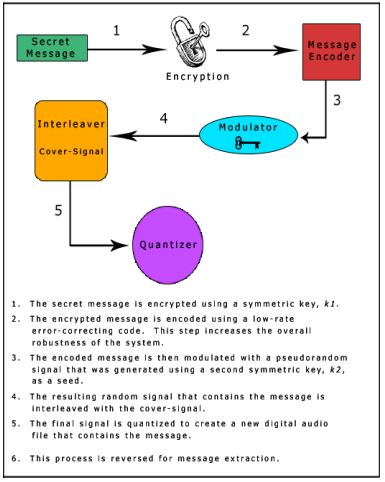 Secret
Message
1
Encryption
2
Message
Encoder
3
Modulator
4
Interleaver
Cover-Signal
5
Quantizer
1. The secret message is encrypted using a symmetric key, k1.
2. The encrypted message is encoded using a low-rate
error-correcting code. This step increases the overall
robustness of the system.
3. The encoded message is then modulated with a pseudorandom
signal that was generated using a second symmetric key, k2,
as a seed.
4. The resulting random signal that contains the message is
interleaved with the cover-signal.
5. The final signal is quantized to create a new digital audio
file that contains the message.
6. This process is reversed for message extraction.